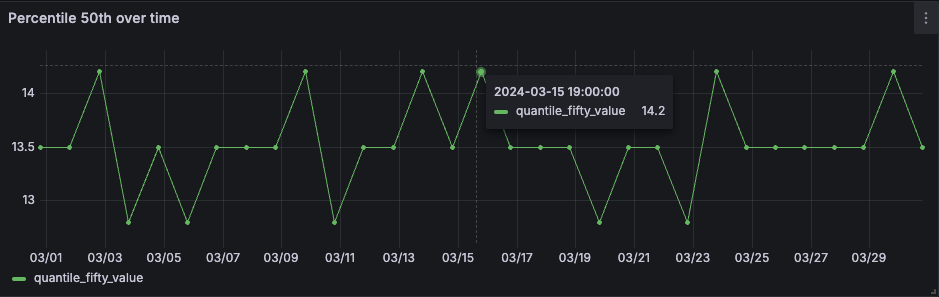 Percentile 50th over time
14
13.5
13
2024-03-15 19:00:00
quantile_fifty_value 14.2
03/01 03/03 03/05 03/07 03/09 03/11 03/13 03/15 03/17 03/19 03/21 03/23 03/25 03/27 03/29
quantile_fifty_value